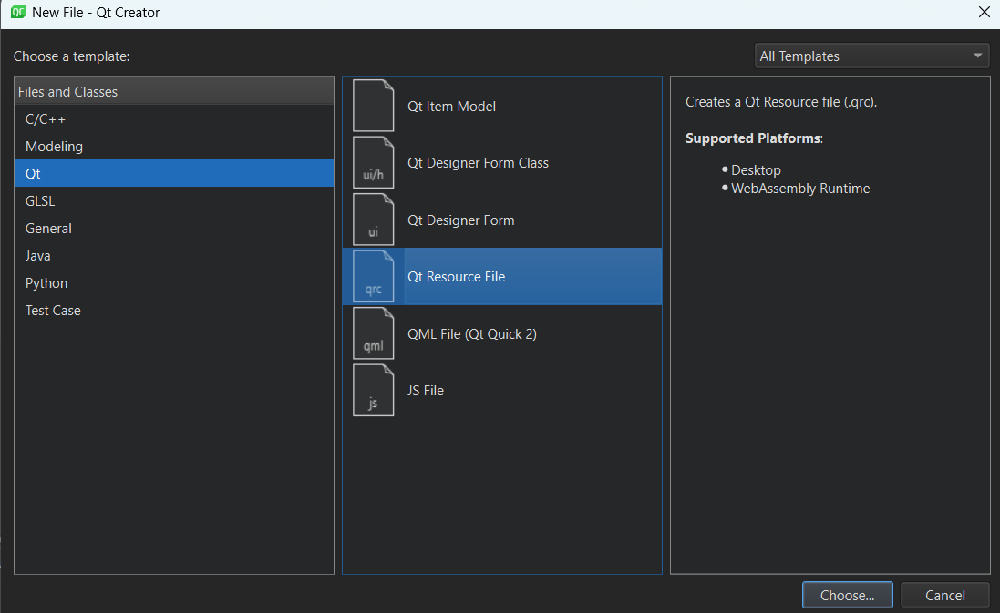 QC New File - Qt Creator
Choose a template:
All Templates
Files and Classes
C/C++
Modeling
Qt
GLSL
General
Java
Python
Test Case
Qt Item Model
ui/h Qt Designer Form Class
ui Qt Designer Form
qrc Qt Resource File
qml QML File (Qt Quick 2)
js JS File
Creates a Qt Resource file (.qrc).
Supported Platforms:
• Desktop
• WebAssembly Runtime
Choose...
Cancel